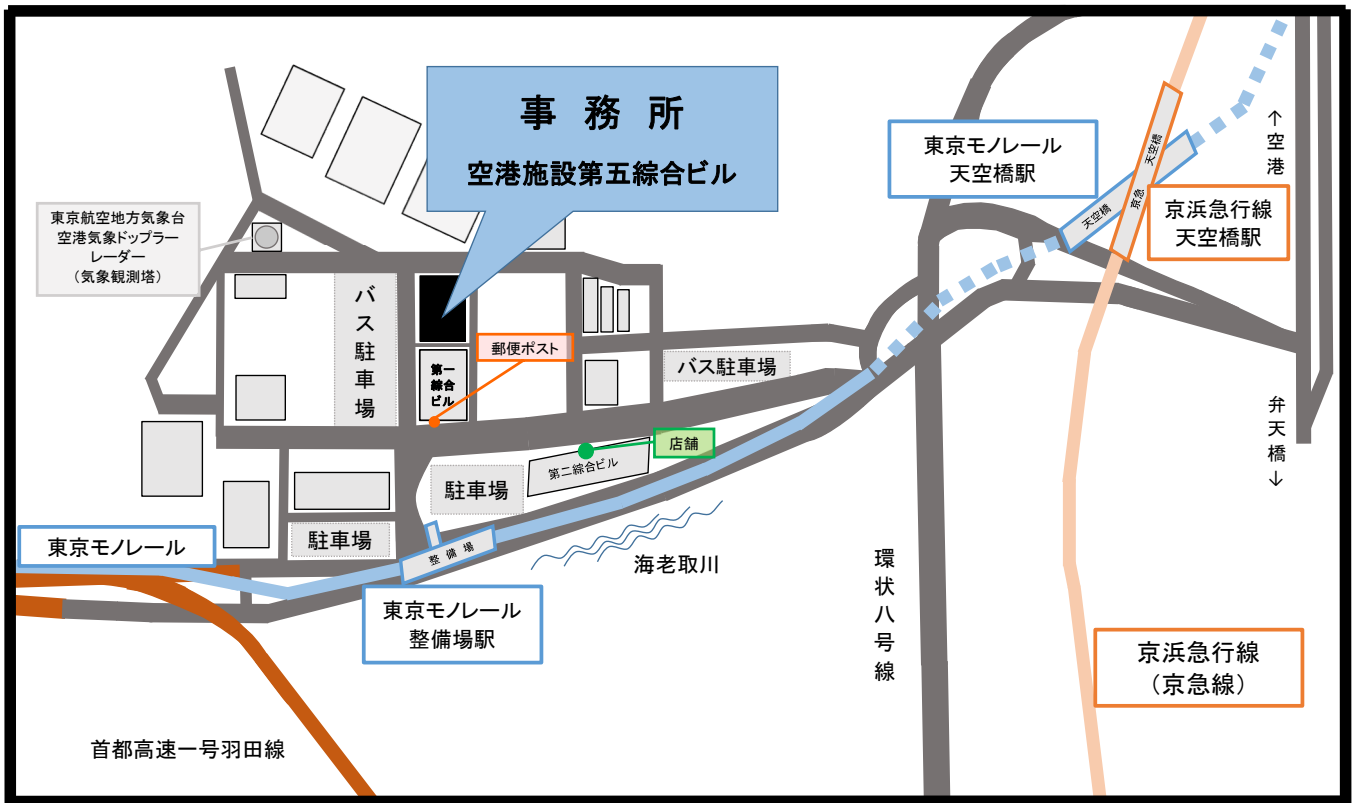 事務所
空港施設第五綜合ビル
東京モノレール
天空橋駅
天空橋
京急
天空橋
京浜急行線
天空橋駅
↑空港
東京航空地方気象台
空港気象ドップラー
レーダー
（気象観測塔）
バス駐車場
郵便ポスト
第一
綜合
ビル
バス駐車場
弁天橋↓
店舗
第二綜合ビル
駐車場
駐車場
東京モノレール
整備場
海老取川
環状八号線
東京モノレール
整備場駅
京浜急行線
（京急線）
首都高速一号羽田線